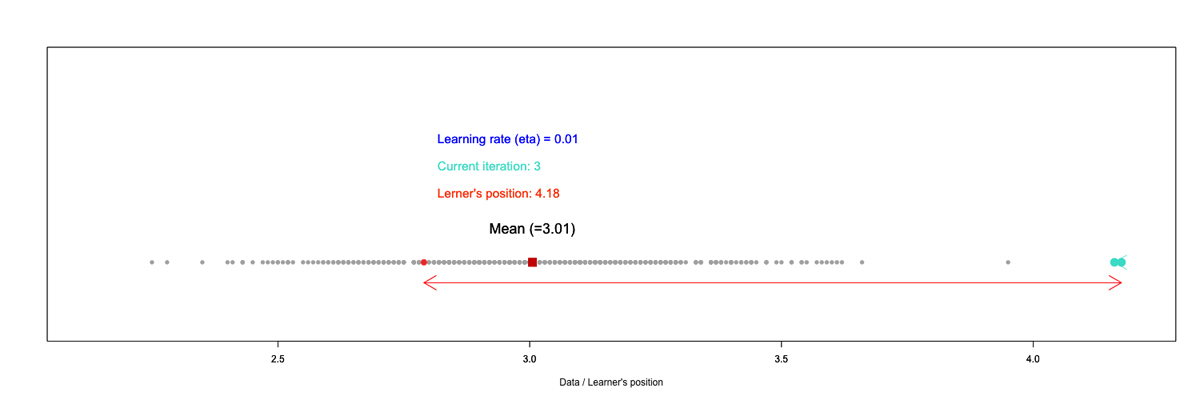 Learning rate (eta) = 0.01
Current iteration: 3
Lerner's position: 4.18
Mean (=3.01)
2.5 3.0 3.5 4.0
Data / Learner's position